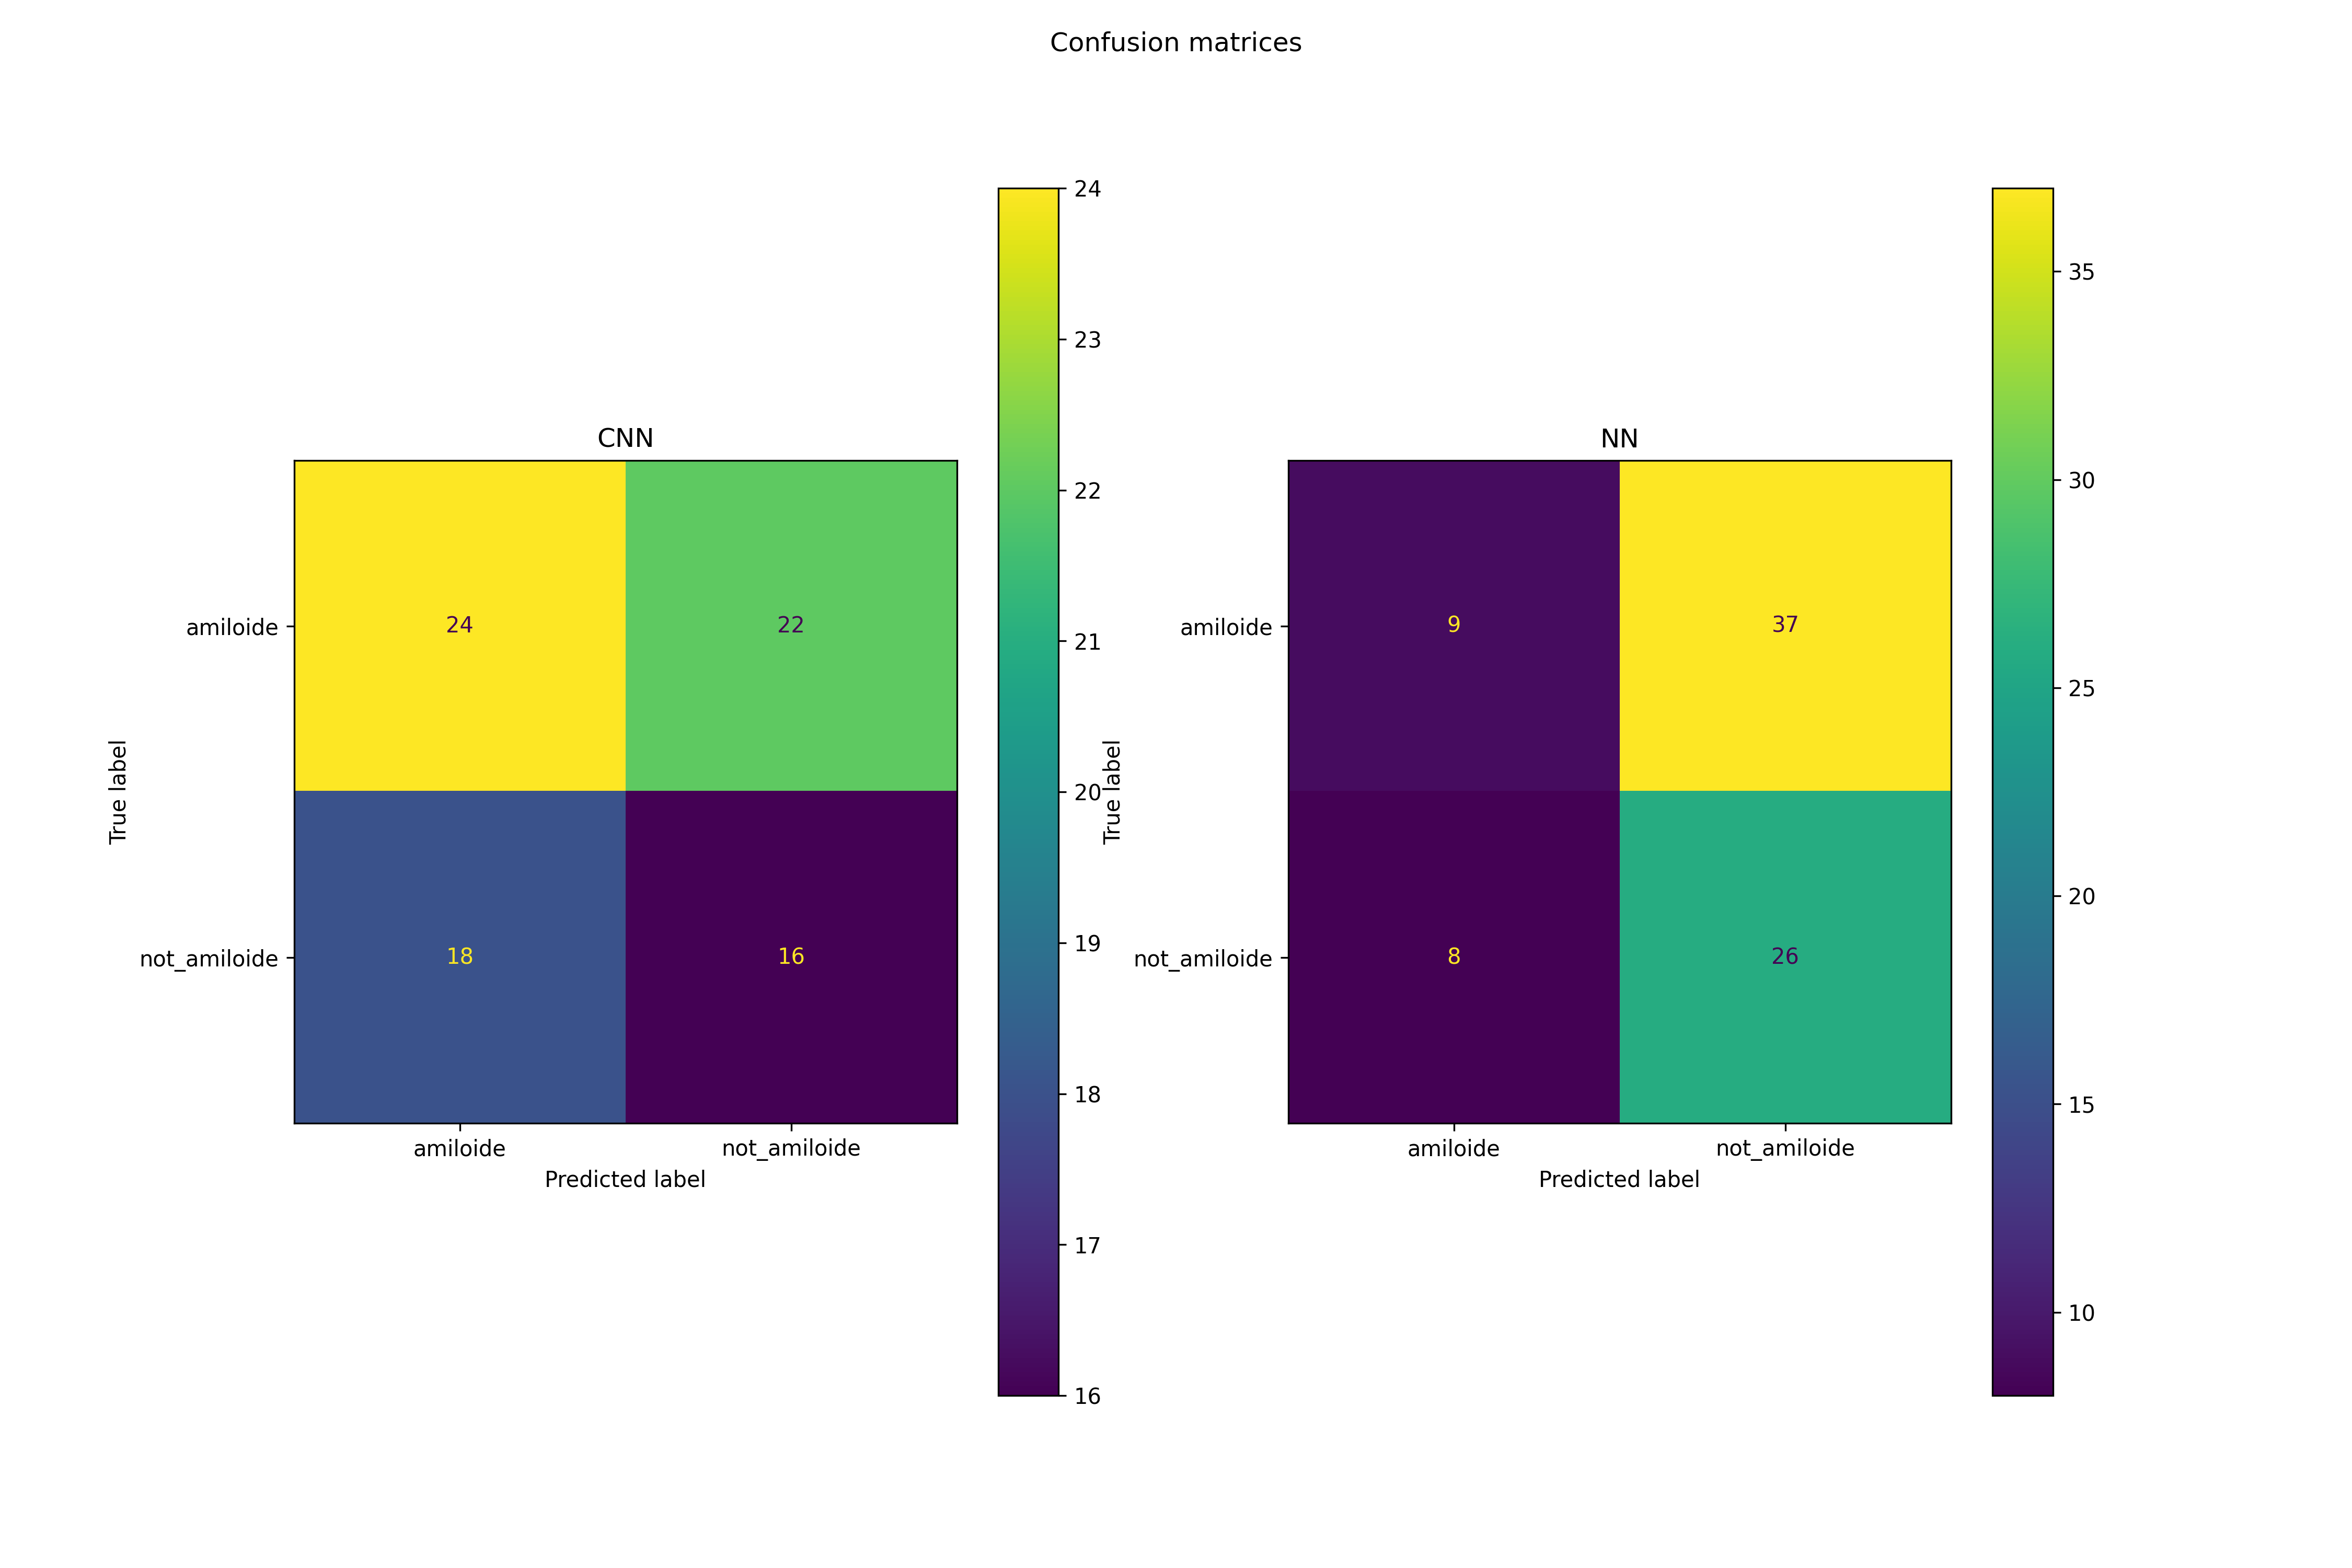 Confusion matrices
CNN
True label
amiloide
not_amiloide
24
22
18
16
amiloide
not_amiloide
Predicted label
24
23
22
21
20
19
18
17
16
NN
True label
amiloide
not_amiloide
9
37
8
26
amiloide
not_amiloide
Predicted label
35
30
25
20
15
10